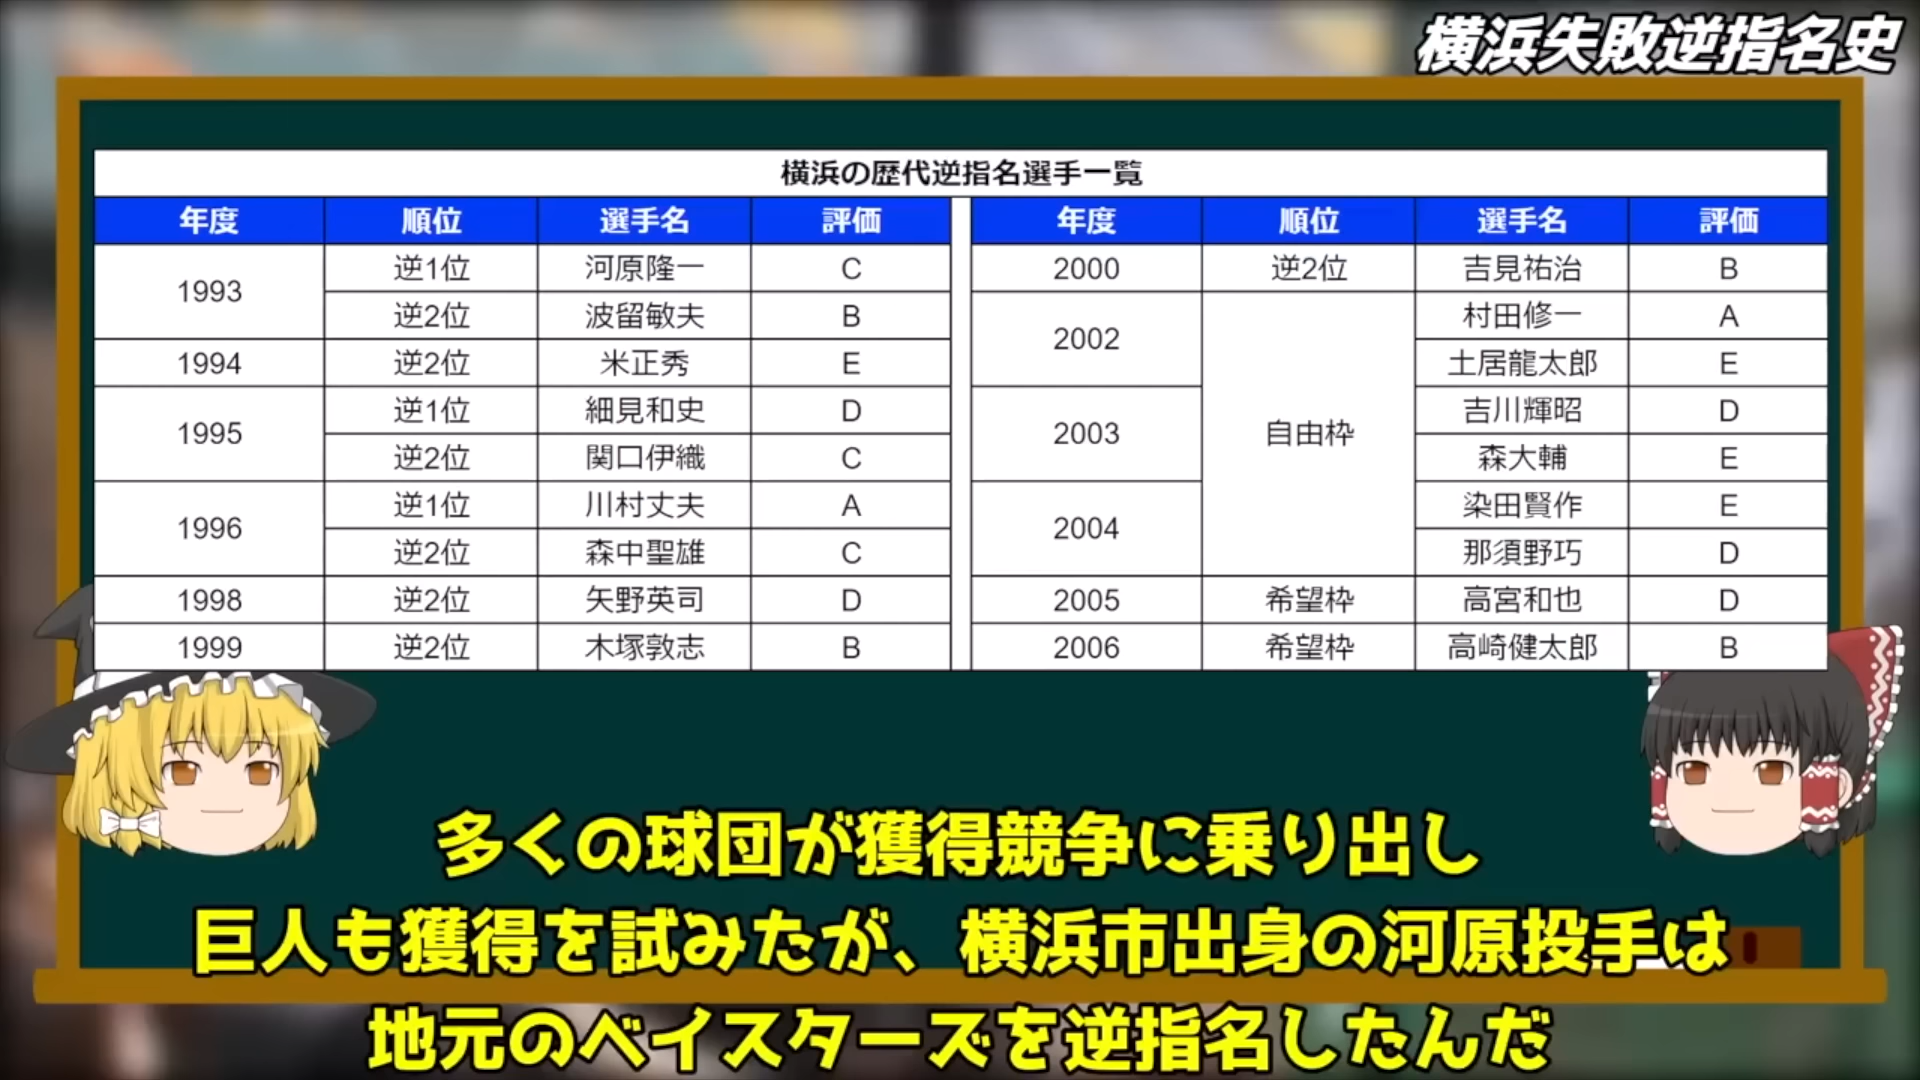 横浜失敗逆指名史
横浜の歴代逆指名選手一覧
年度 順位 選手名 評価 年度 順位 選手名 評価
1993 逆1位 河原隆一 C 2000 逆2位 吉見祐治 B
逆2位 波留敏夫 B 2002 自由枠 村田修一 A
1994 逆2位 米正秀 E 土居龍太郎 E
1995 逆1位 細見和史 D 2003 吉川輝昭 D
逆2位 関口伊織 C 森大輔 E
1996 逆1位 川村丈夫 A 2004 染田賢作 E
逆2位 森中聖雄 C 那須野巧 D
1998 逆2位 矢野英司 D 2005 希望枠 高宮和也 D
1999 逆2位 木塚敦志 B 2006 希望枠 高崎健太郎 B
多くの球団が獲得競争に乗り出し
巨人も獲得を試みたが、横浜市出身の河原投手は
地元のベイスターズを逆指名したんだ